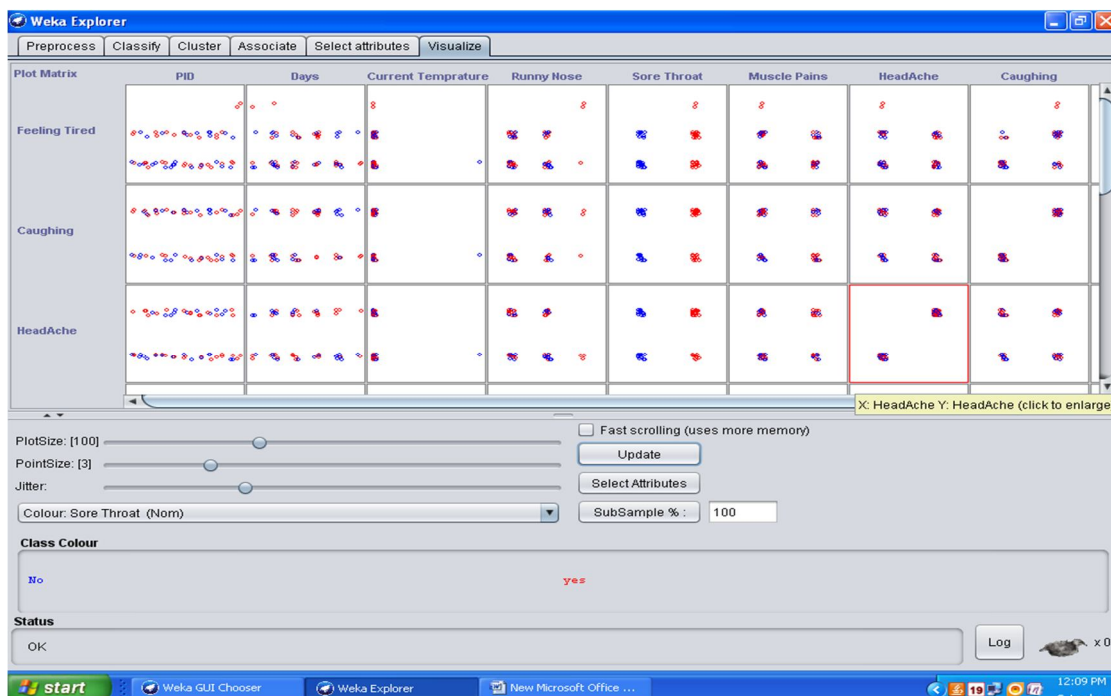 Weka Explorer
Preprocess Classify Cluster Associate Select attributes Visualize
Plot Matrix PID Days Current Temprature Runny Nose Sore Throat Muscle Pains HeadAche Caughing
Feeling Tired
Caughing
HeadAche
X: HeadAche Y: HeadAche (click to enlarge
PlotSize: [100]
Fast scrolling (uses more memory)
PointSize: [3]
Update
Jitter:
Select Attributes
Colour: Sore Throat (Nom)
SubSample % : 100
Class Colour
No yes
Status
OK
Log
x 0
start Weka GUI Chooser Weka Explorer New Microsoft Office ... 19 12:09 PM